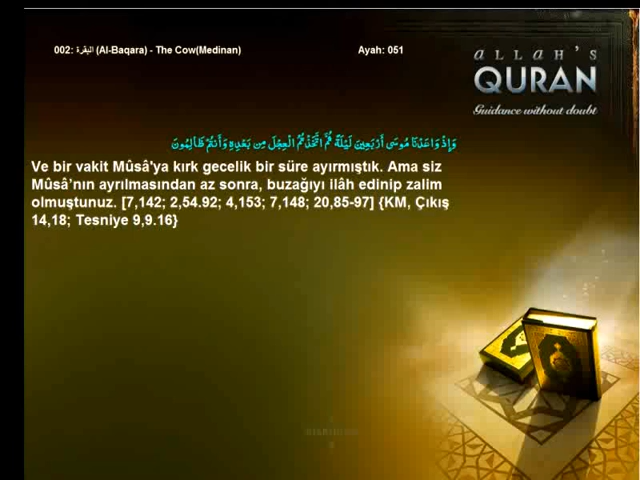 002: البقرة (Al-Baqara) - The Cow(Medinan) Ayah: 051
ALLAH'S
QURAN
Guidance without doubt
وَإِذْ وَاعَدْنَا مُوسَى أَرْبَعِينَ لَيْلَةً ثُمَّ اتَّخَذْتُمُ الْعِجْلَ مِن بَعْدِهِ وَأَنتُمْ ظَالِمُونَ
Ve bir vakit Mûsâ'ya kırk gecelik bir süre ayırmıştık. Ama siz
Mûsâ’nın ayrılmasından az sonra, buzağıyı ilâh edinip zalim
olmuştunuz. [7,142; 2,54.92; 4,153; 7,148; 20,85-97] {KM, Çıkış
14,18; Tesniye 9,9.16}